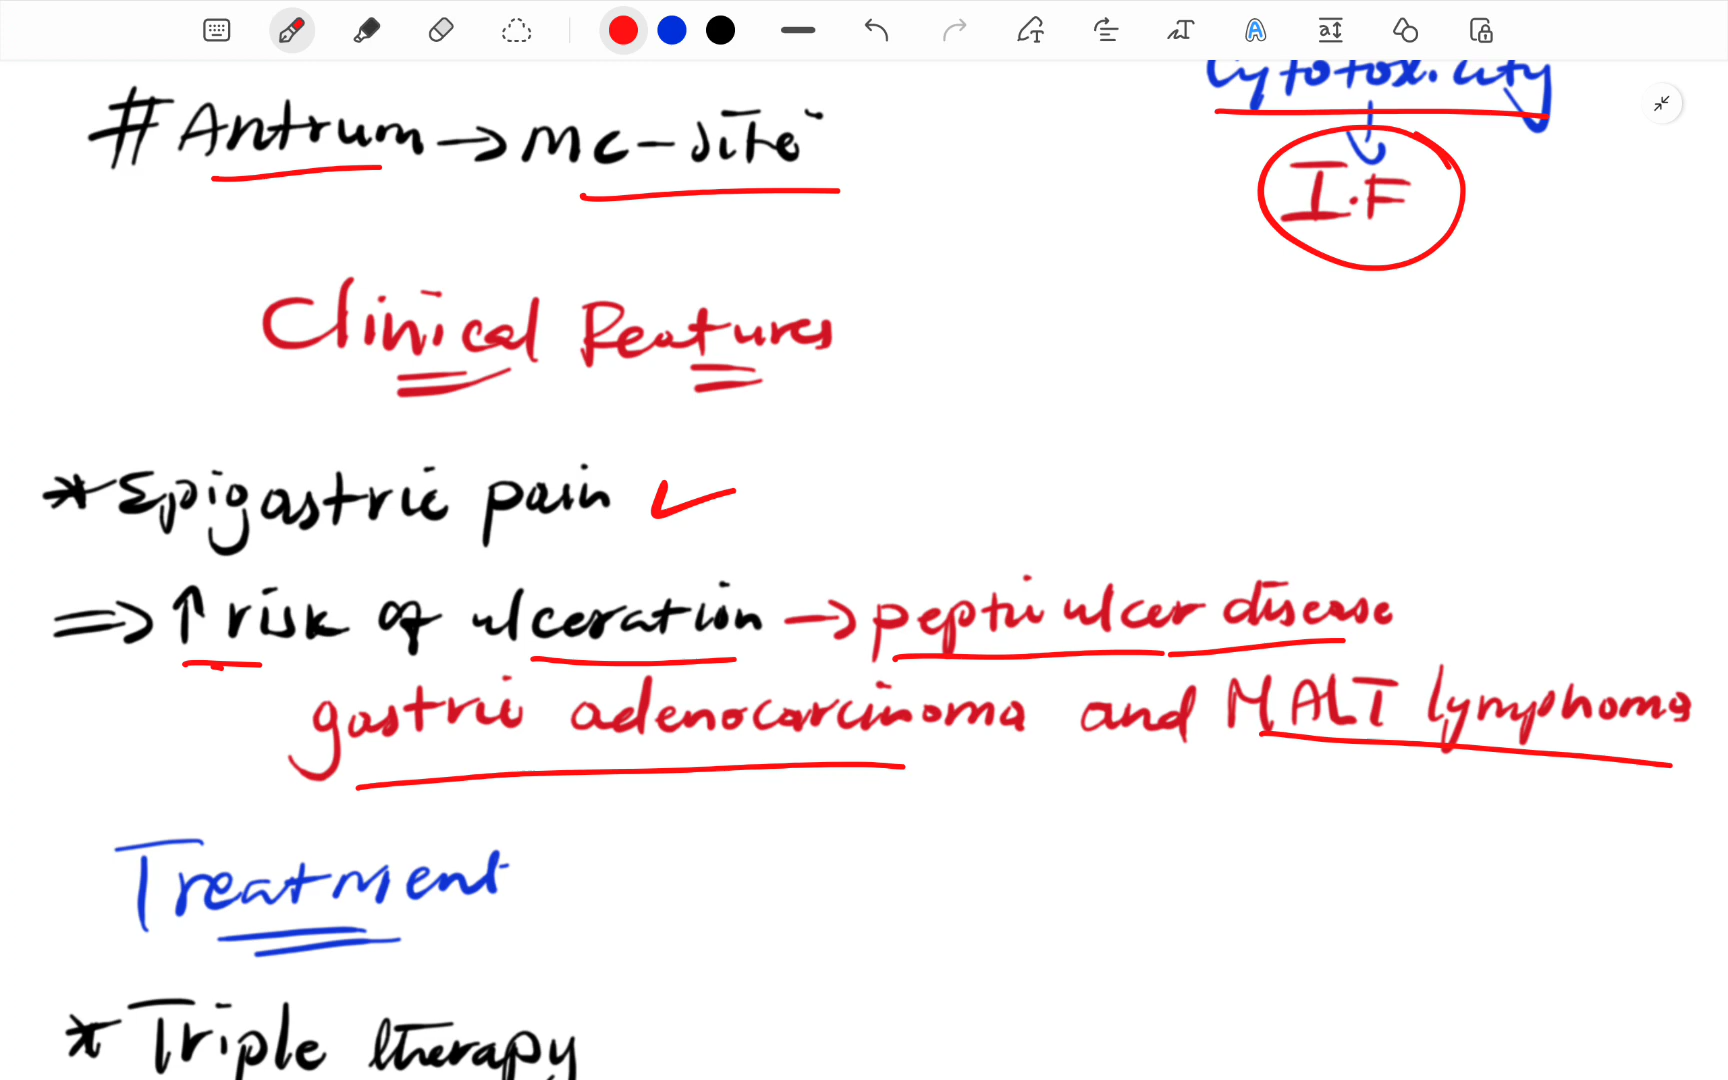 Cytotoxicity
# Antrum → mc-site
I.F
Clinical Features
* Epigastric pain ✓
⇒ ↑ risk of ulceration → peptic ulcer disease
gastric adenocarcinoma and MALT lymphoma
Treatment
* Triple therapy